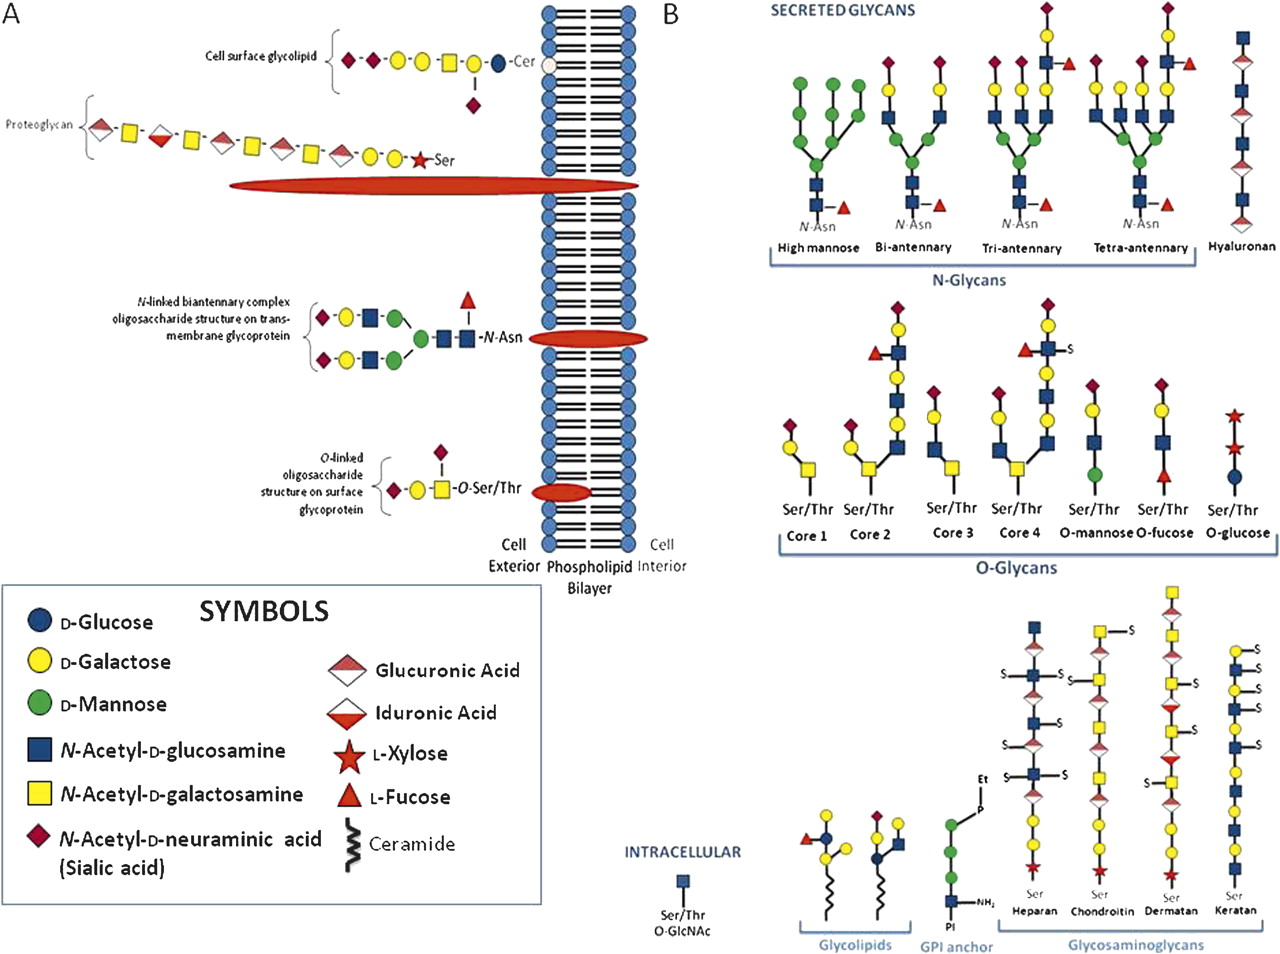 A
Cell surface glycolipid
Cer
Proteoglycan
Ser
N-linked biantennary complex
oligosaccharide structure on trans-
membrane glycoprotein
N-Asn
O-linked
oligosaccharide
structure on surface
glycoprotein
O-Ser/Thr
Cell
Exterior
Phospholipid
Bilayer
Cell
Interior
SYMBOLS
D-Glucose
D-Galactose
D-Mannose
N-Acetyl-D-glucosamine
N-Acetyl-D-galactosamine
N-Acetyl-D-neuraminic acid
(Sialic acid)
Glucuronic Acid
Iduronic Acid
L-Xylose
L-Fucose
Ceramide
B
SECRETED GLYCANS
N-Asn N-Asn N-Asn N-Asn
High mannose Bi-antennary Tri-antennary Tetra-antennary Hyaluronan
N-Glycans
S
Ser/Thr Ser/Thr Ser/Thr Ser/Thr Ser/Thr Ser/Thr Ser/Thr
Core 1 Core 2 Core 3 Core 4 O-mannose O-fucose O-glucose
O-Glycans
INTRACELLULAR
Ser/Thr
O-GlcNAc
Glycolipids
Et
P
NH2
PI
GPI anchor
S S
S
S
S S
Ser
Heparan
S
S
Ser
Chondroitin
S
S
S
Ser
Dermatan
S
S
S
S
S
Ser
Keratan
Glycosaminoglycans